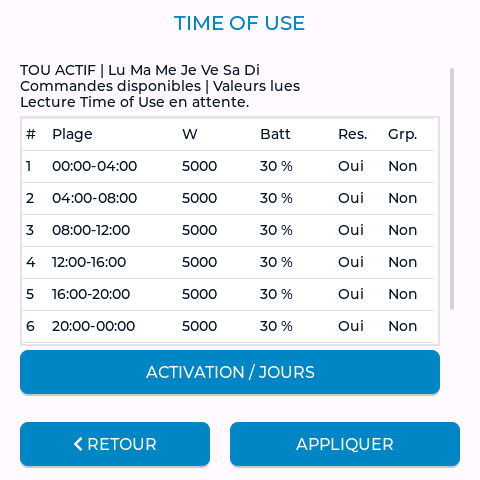 TIME OF USE
TOU ACTIF | Lu Ma Me Je Ve Sa Di
Commandes disponibles | Valeurs lues
Lecture Time of Use en attente.
# Plage W Batt Res. Grp.
1 00:00-04:00 5000 30 % Oui Non
2 04:00-08:00 5000 30 % Oui Non
3 08:00-12:00 5000 30 % Oui Non
4 12:00-16:00 5000 30 % Oui Non
5 16:00-20:00 5000 30 % Oui Non
6 20:00-00:00 5000 30 % Oui Non
ACTIVATION / JOURS
RETOUR
APPLIQUER